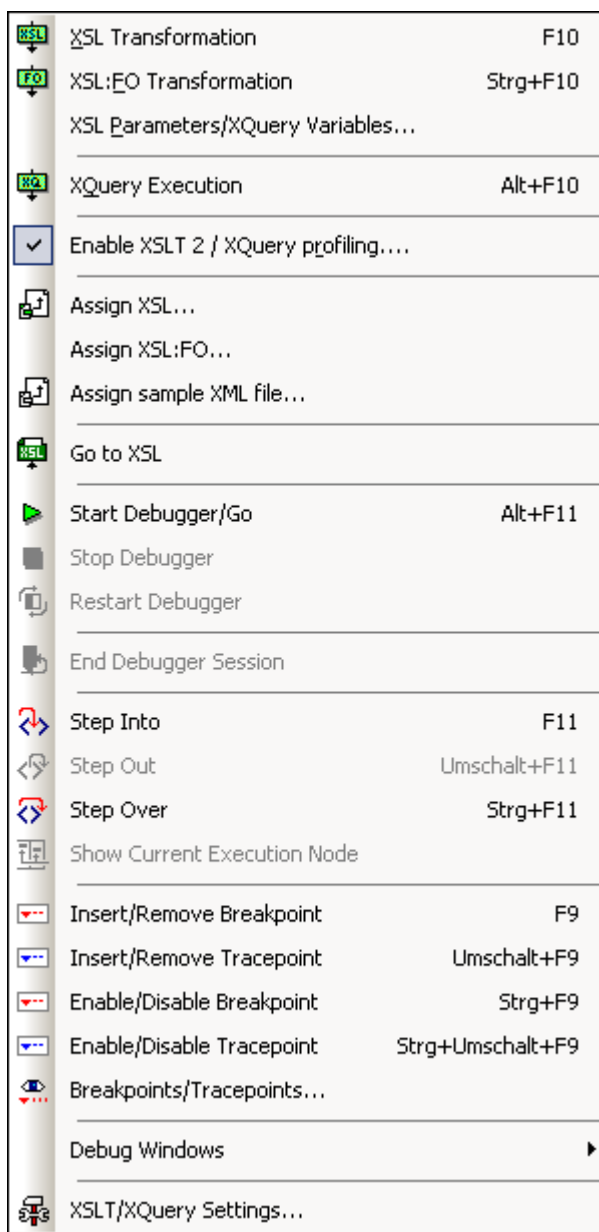 XSL XSL Transformation F10
FO XSL:FO Transformation Strg+F10
XSL Parameters/XQuery Variables...
XQ XQuery Execution Alt+F10
Enable XSLT 2 / XQuery profiling....
Assign XSL...
Assign XSL:FO...
Assign sample XML file...
XSL Go to XSL
Start Debugger/Go Alt+F11
Stop Debugger
Restart Debugger
End Debugger Session
Step Into F11
Step Out Umschalt+F11
Step Over Strg+F11
Show Current Execution Node
Insert/Remove Breakpoint F9
Insert/Remove Tracepoint Umschalt+F9
Enable/Disable Breakpoint Strg+F9
Enable/Disable Tracepoint Strg+Umschalt+F9
Breakpoints/Tracepoints...
Debug Windows
XSLT/XQuery Settings...